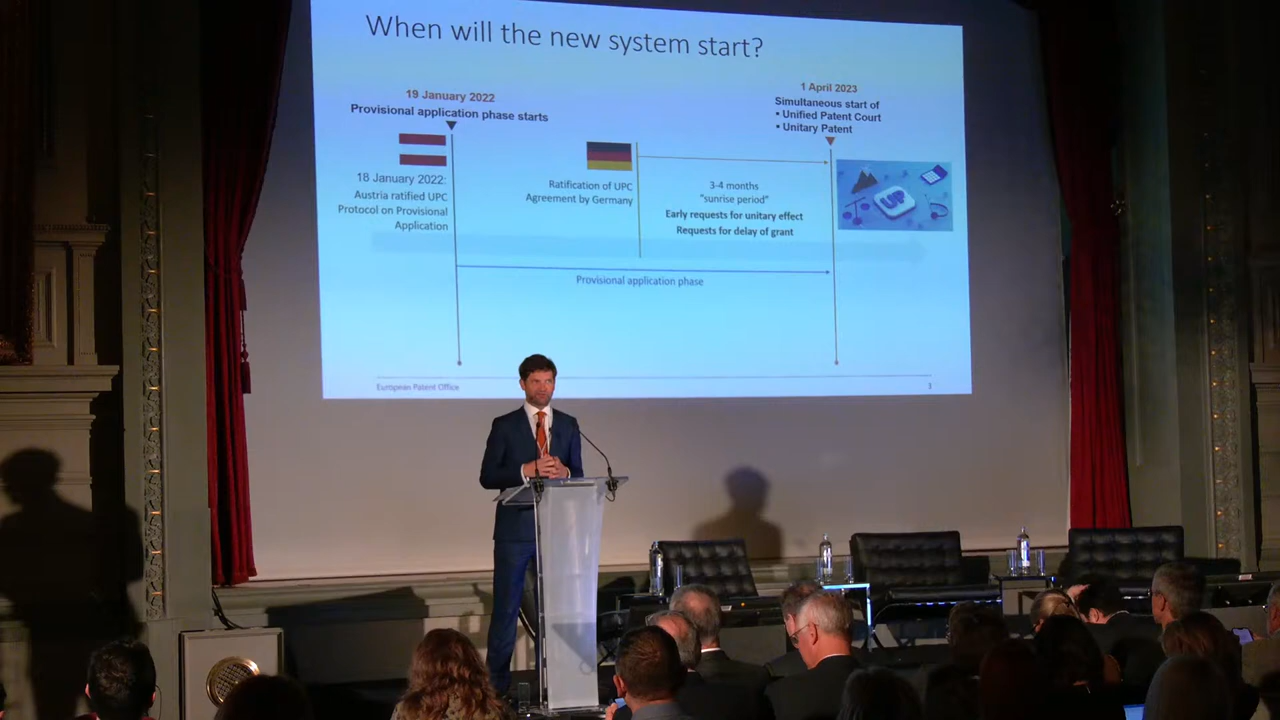 When will the new system start?
19 January 2022
Provisional application phase starts
1 April 2023
Simultaneous start of
▪ Unified Patent Court
▪ Unitary Patent
18 January 2022:
Austria ratified UPC
Protocol on Provisional
Application
Ratification of UPC
Agreement by Germany
3-4 months
"sunrise period"
Early requests for unitary effect
Requests for delay of grant
UP
Provisional application phase
European Patent Office
3